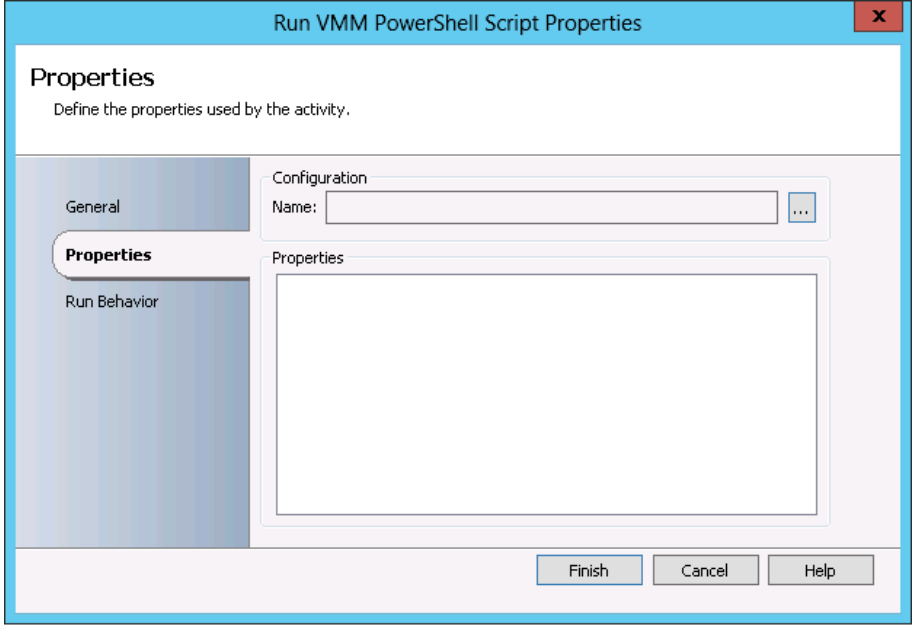 Run VMM PowerShell Script Properties
x
Properties
Define the properties used by the activity.
General
Properties
Run Behavior
Configuration
Name:
...
Properties
Finish
Cancel
Help